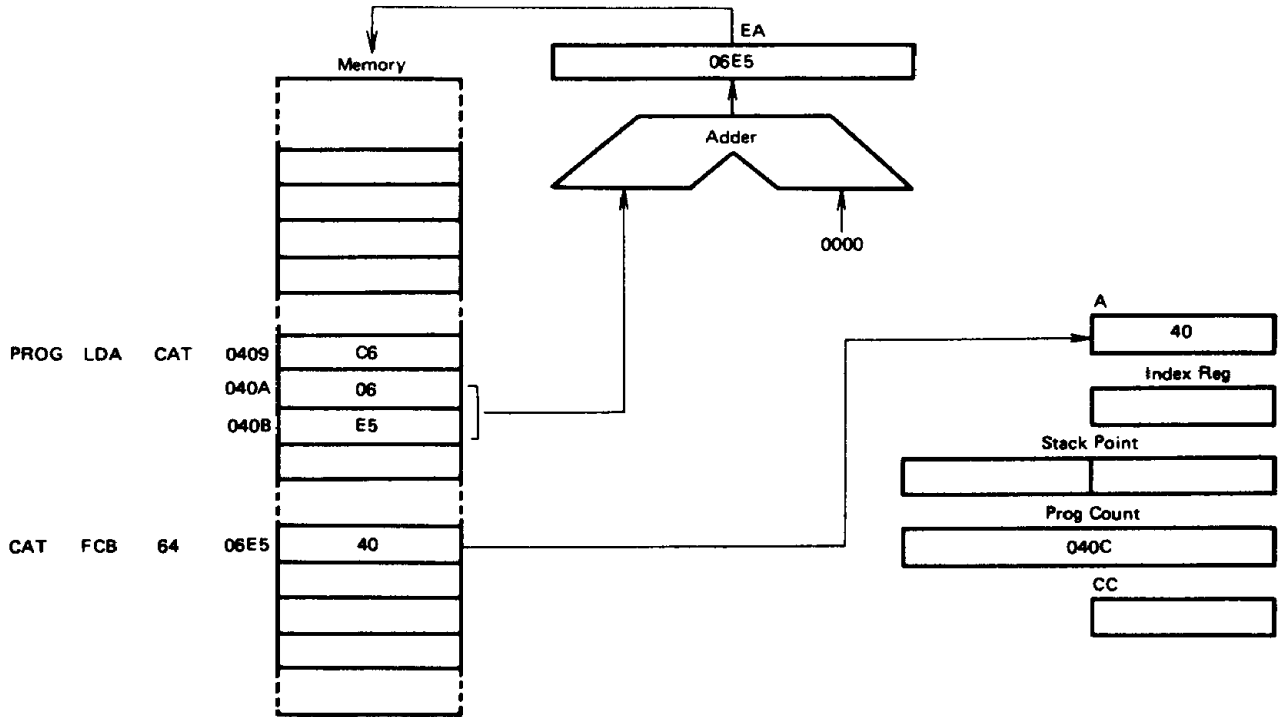 EA
06E5
Memory
Adder
0000
A
PROG LDA CAT 0409 C6
40
040A 06
Index Reg
040B E5
Stack Point
Prog Count
CAT FCB 64 06E5 40
040C
CC